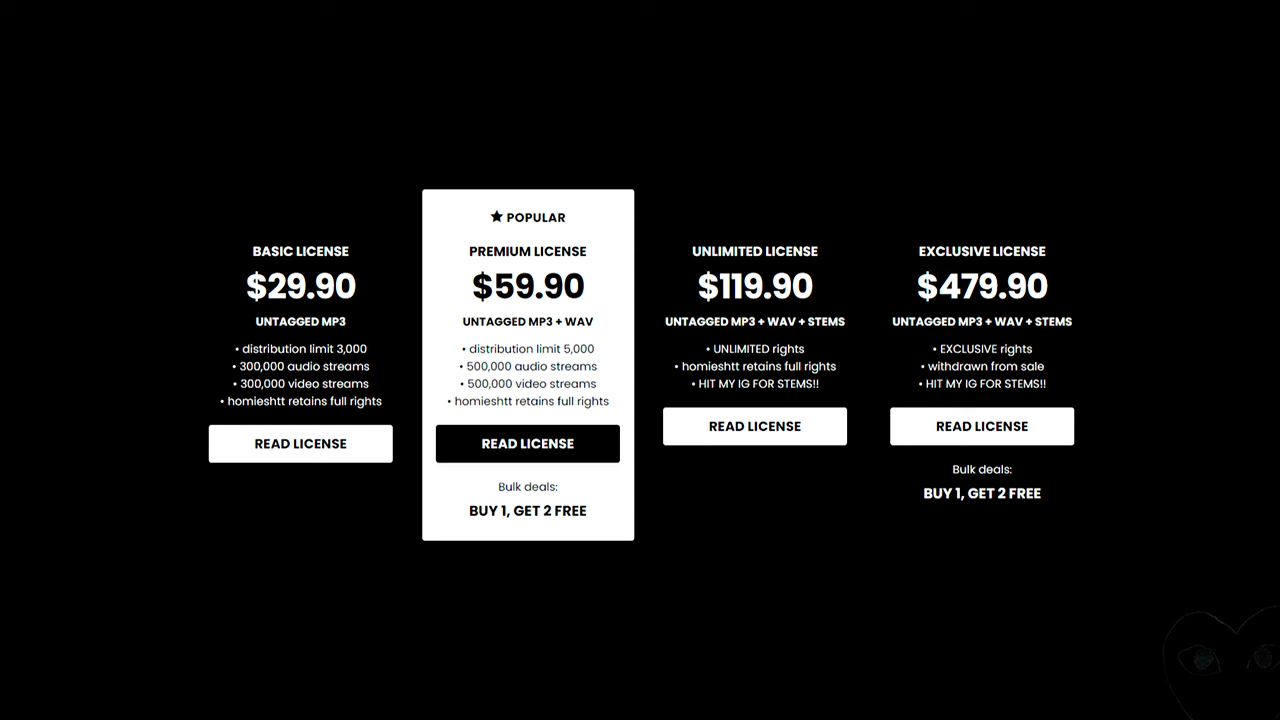 BASIC LICENSE
$29.90
UNTAGGED MP3
• distribution limit 3,000
• 300,000 audio streams
• 300,000 video streams
• homieshtt retains full rights
READ LICENSE
★ POPULAR
PREMIUM LICENSE
$59.90
UNTAGGED MP3 + WAV
• distribution limit 5,000
• 500,000 audio streams
• 500,000 video streams
• homieshtt retains full rights
READ LICENSE
Bulk deals:
BUY 1, GET 2 FREE
UNLIMITED LICENSE
$119.90
UNTAGGED MP3 + WAV + STEMS
• UNLIMITED rights
• homieshtt retains full rights
• HIT MY IG FOR STEMS!!
READ LICENSE
EXCLUSIVE LICENSE
$479.90
UNTAGGED MP3 + WAV + STEMS
• EXCLUSIVE rights
• withdrawn from sale
• HIT MY IG FOR STEMS!!
READ LICENSE
Bulk deals:
BUY 1, GET 2 FREE